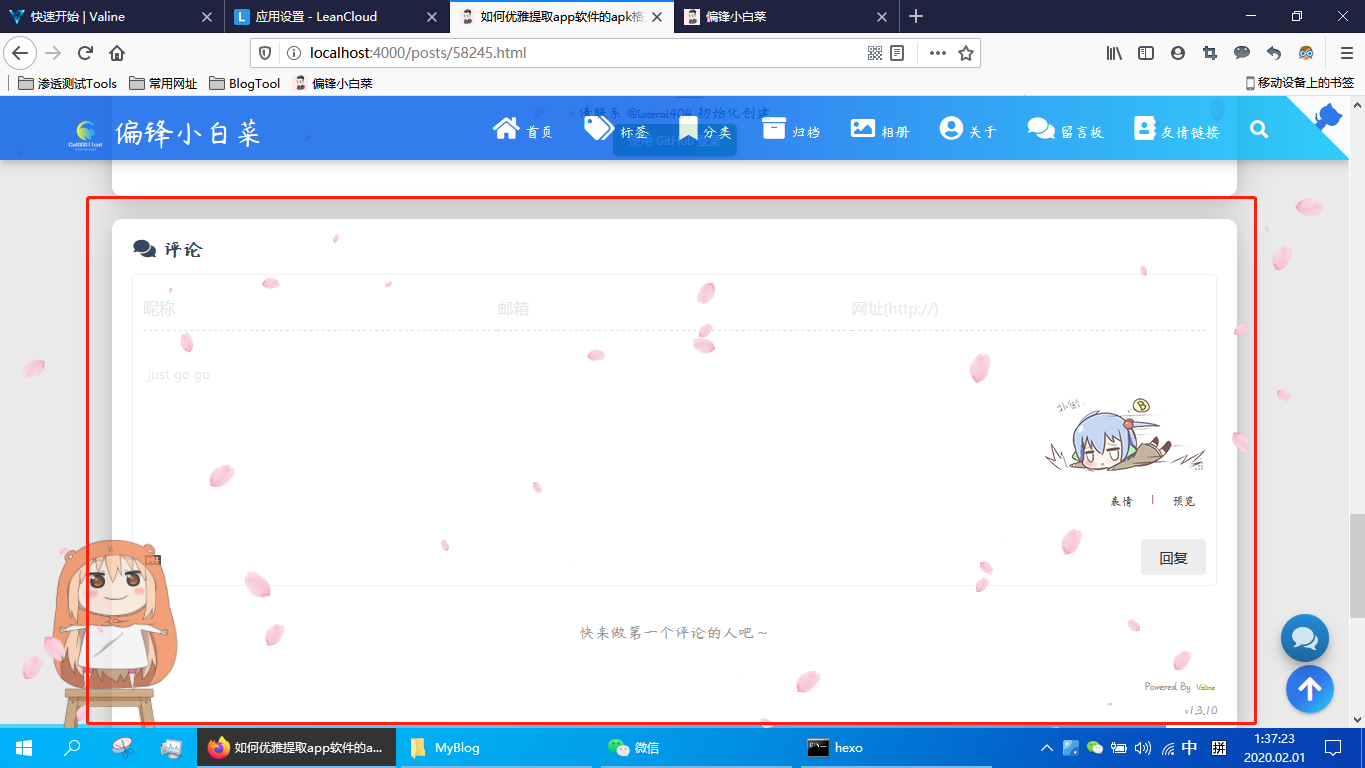 快速开始 | Valine
应用设置 - LeanCloud
如何优雅提取app软件的apk格
偏锋小白菜
localhost:4000/posts/58245.html
渗透测试Tools
常用网址
BlogTool
偏锋小白菜
移动设备上的书签
请联系 @lateral404 初始化创建
偏锋小白菜
首页
标签
分类
归档
相册
关于
留言板
友情链接
使用 GitHub 登录
评论
昵称
邮箱
网址(http://)
just go go
表情 | 预览
回复
快来做第一个评论的人吧~
Powered By Valine
v1.3.10
如何优雅提取app软件的a...
MyBlog
微信
hexo
中
拼
1:37:23
2020.02.01